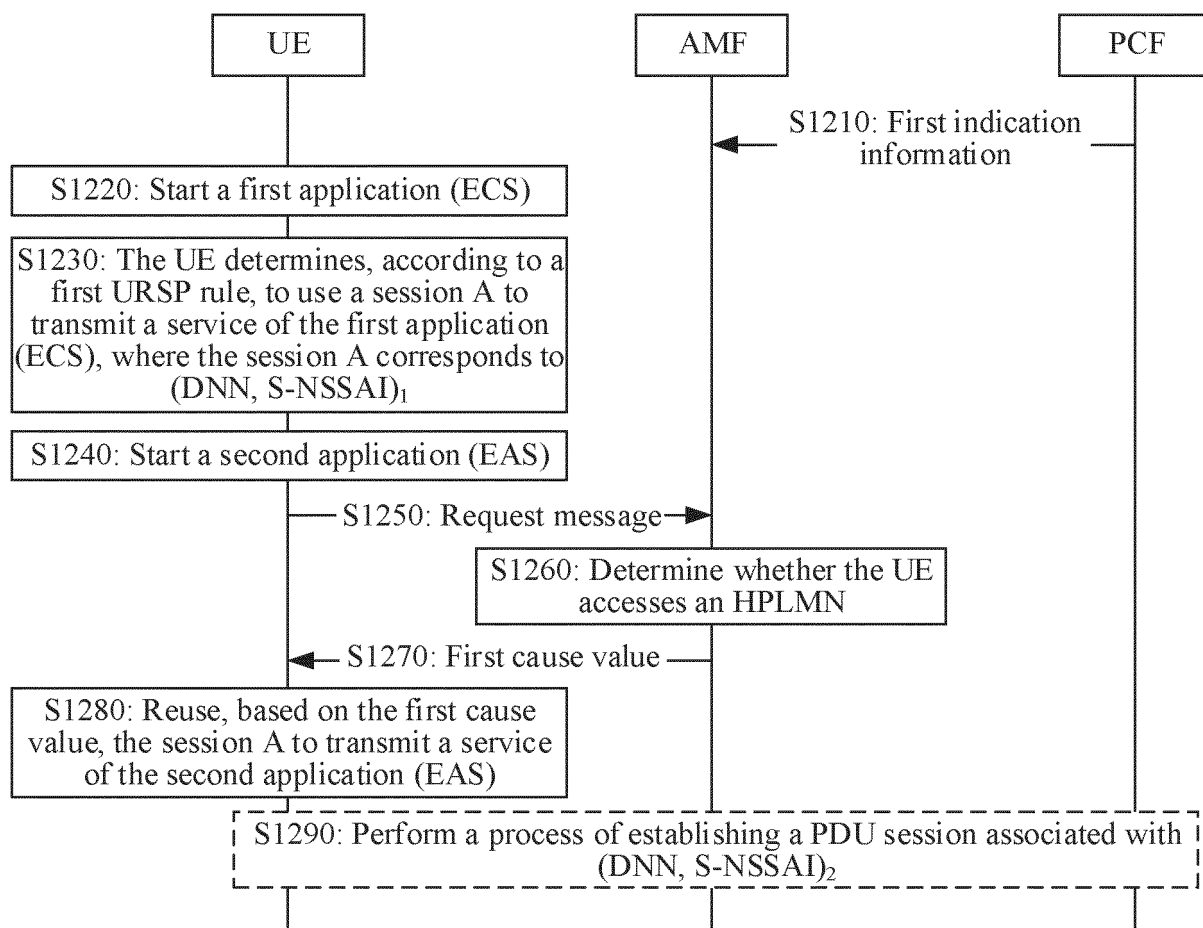 UE
AMF
PCF
S1210: First indication
information
S1220: Start a first application (ECS)
S1230: The UE determines, according to a
first URSP rule, to use a session A to
transmit a service of the first application
(ECS), where the session A corresponds to
(DNN, S-NSSAI)₁
S1240: Start a second application (EAS)
S1250: Request message
S1260: Determine whether the UE
accesses an HPLMN
S1270: First cause value
S1280: Reuse, based on the first cause
value, the session A to transmit a service
of the second application (EAS)
S1290: Perform a process of establishing a PDU session associated with
(DNN, S-NSSAI)₂